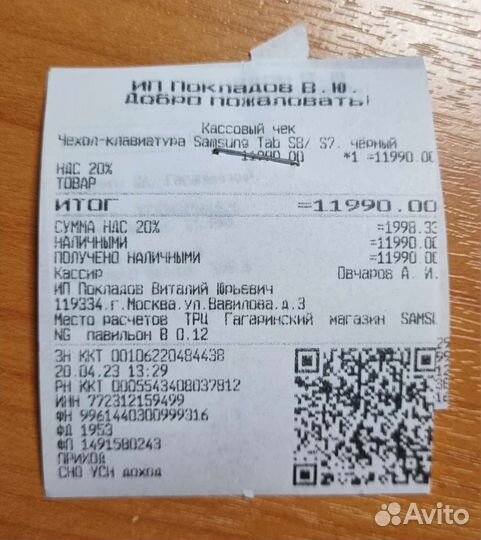 ИП Покладов В.Ю.
Добро пожаловать!
Кассовый чек
Чехол-клавиатура Samsung Tab S8/ S7. чёрный
11990.00 *1 =11990.00
НДС 20%
ТОВАР
ИТОГ =11990.00
СУММА НДС 20% =1998.33
НАЛИЧНЫМИ =11990.00
ПОЛУЧЕНО НАЛИЧНЫМИ =11990.00
Кассир Овчаров А. И.
ИП Покладов Виталий Юрьевич
119334.г.Москва.ул.Вавилова.д.3
Место расчетов ТРЦ Гагаринский магазин SAMSU
NG павильон В 0.12
ЗН ККТ 00106220484438
20.04.23 13:29
РН ККТ 0005543408037812
ИНН 772312159499
ФН 9961440300999316
ФД 1953
ФП 1491580243
ПРИХОД
СНО УСН доход
Avito